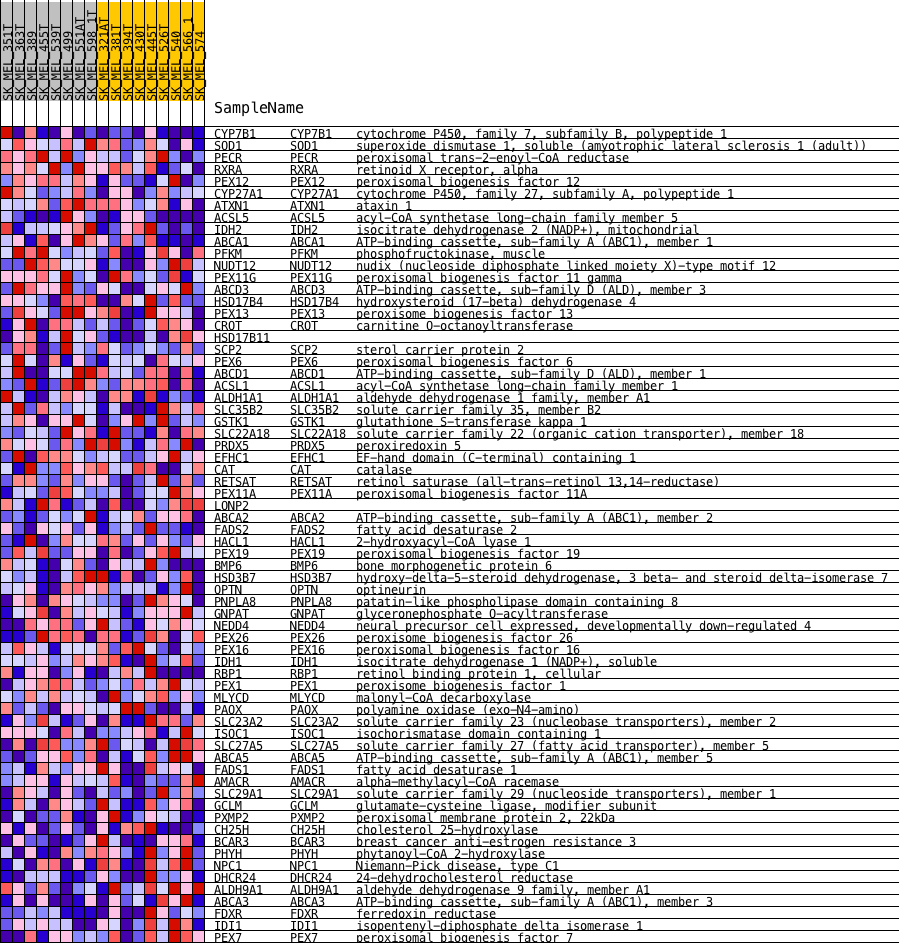 SK_MEL_351T
SK_MEL_363T
SK_MEL_389
SK_MEL_455T
SK_MEL_539T
SK_MEL_499
SK_MEL_551AT
SK_MEL_598_1T
SK_MEL_321AT
SK_MEL_381T
SK_MEL_394T
SK_MEL_430T
SK_MEL_445T
SK_MEL_526T
SK_MEL_540
SK_MEL_566_1
SK_MEL_574
SampleName
CYP7B1 CYP7B1 cytochrome P450, family 7, subfamily B, polypeptide 1
SOD1 SOD1 superoxide dismutase 1, soluble (amyotrophic lateral sclerosis 1 (adult))
PECR PECR peroxisomal trans-2-enoyl-CoA reductase
RXRA RXRA retinoid X receptor, alpha
PEX12 PEX12 peroxisomal biogenesis factor 12
CYP27A1 CYP27A1 cytochrome P450, family 27, subfamily A, polypeptide 1
ATXN1 ATXN1 ataxin 1
ACSL5 ACSL5 acyl-CoA synthetase long-chain family member 5
IDH2 IDH2 isocitrate dehydrogenase 2 (NADP+), mitochondrial
ABCA1 ABCA1 ATP-binding cassette, sub-family A (ABC1), member 1
PFKM PFKM phosphofructokinase, muscle
NUDT12 NUDT12 nudix (nucleoside diphosphate linked moiety X)-type motif 12
PEX11G PEX11G peroxisomal biogenesis factor 11 gamma
ABCD3 ABCD3 ATP-binding cassette, sub-family D (ALD), member 3
HSD17B4 HSD17B4 hydroxysteroid (17-beta) dehydrogenase 4
PEX13 PEX13 peroxisome biogenesis factor 13
CROT CROT carnitine O-octanoyltransferase
HSD17B11
SCP2 SCP2 sterol carrier protein 2
PEX6 PEX6 peroxisomal biogenesis factor 6
ABCD1 ABCD1 ATP-binding cassette, sub-family D (ALD), member 1
ACSL1 ACSL1 acyl-CoA synthetase long-chain family member 1
ALDH1A1 ALDH1A1 aldehyde dehydrogenase 1 family, member A1
SLC35B2 SLC35B2 solute carrier family 35, member B2
GSTK1 GSTK1 glutathione S-transferase kappa 1
SLC22A18 SLC22A18 solute carrier family 22 (organic cation transporter), member 18
PRDX5 PRDX5 peroxiredoxin 5
EFHC1 EFHC1 EF-hand domain (C-terminal) containing 1
CAT CAT catalase
RETSAT RETSAT retinol saturase (all-trans-retinol 13,14-reductase)
PEX11A PEX11A peroxisomal biogenesis factor 11A
LONP2
ABCA2 ABCA2 ATP-binding cassette, sub-family A (ABC1), member 2
FADS2 FADS2 fatty acid desaturase 2
HACL1 HACL1 2-hydroxyacyl-CoA lyase 1
PEX19 PEX19 peroxisomal biogenesis factor 19
BMP6 BMP6 bone morphogenetic protein 6
HSD3B7 HSD3B7 hydroxy-delta-5-steroid dehydrogenase, 3 beta- and steroid delta-isomerase 7
OPTN OPTN optineurin
PNPLA8 PNPLA8 patatin-like phospholipase domain containing 8
GNPAT GNPAT glyceronephosphate O-acyltransferase
NEDD4 NEDD4 neural precursor cell expressed, developmentally down-regulated 4
PEX26 PEX26 peroxisome biogenesis factor 26
PEX16 PEX16 peroxisomal biogenesis factor 16
IDH1 IDH1 isocitrate dehydrogenase 1 (NADP+), soluble
RBP1 RBP1 retinol binding protein 1, cellular
PEX1 PEX1 peroxisome biogenesis factor 1
MLYCD MLYCD malonyl-CoA decarboxylase
PAOX PAOX polyamine oxidase (exo-N4-amino)
SLC23A2 SLC23A2 solute carrier family 23 (nucleobase transporters), member 2
ISOC1 ISOC1 isochorismatase domain containing 1
SLC27A5 SLC27A5 solute carrier family 27 (fatty acid transporter), member 5
ABCA5 ABCA5 ATP-binding cassette, sub-family A (ABC1), member 5
FADS1 FADS1 fatty acid desaturase 1
AMACR AMACR alpha-methylacyl-CoA racemase
SLC29A1 SLC29A1 solute carrier family 29 (nucleoside transporters), member 1
GCLM GCLM glutamate-cysteine ligase, modifier subunit
PXMP2 PXMP2 peroxisomal membrane protein 2, 22kDa
CH25H CH25H cholesterol 25-hydroxylase
BCAR3 BCAR3 breast cancer anti-estrogen resistance 3
PHYH PHYH phytanoyl-CoA 2-hydroxylase
NPC1 NPC1 Niemann-Pick disease, type C1
DHCR24 DHCR24 24-dehydrocholesterol reductase
ALDH9A1 ALDH9A1 aldehyde dehydrogenase 9 family, member A1
ABCA3 ABCA3 ATP-binding cassette, sub-family A (ABC1), member 3
FDXR FDXR ferredoxin reductase
IDI1 IDI1 isopentenyl-diphosphate delta isomerase 1
PEX7 PEX7 peroxisomal biogenesis factor 7